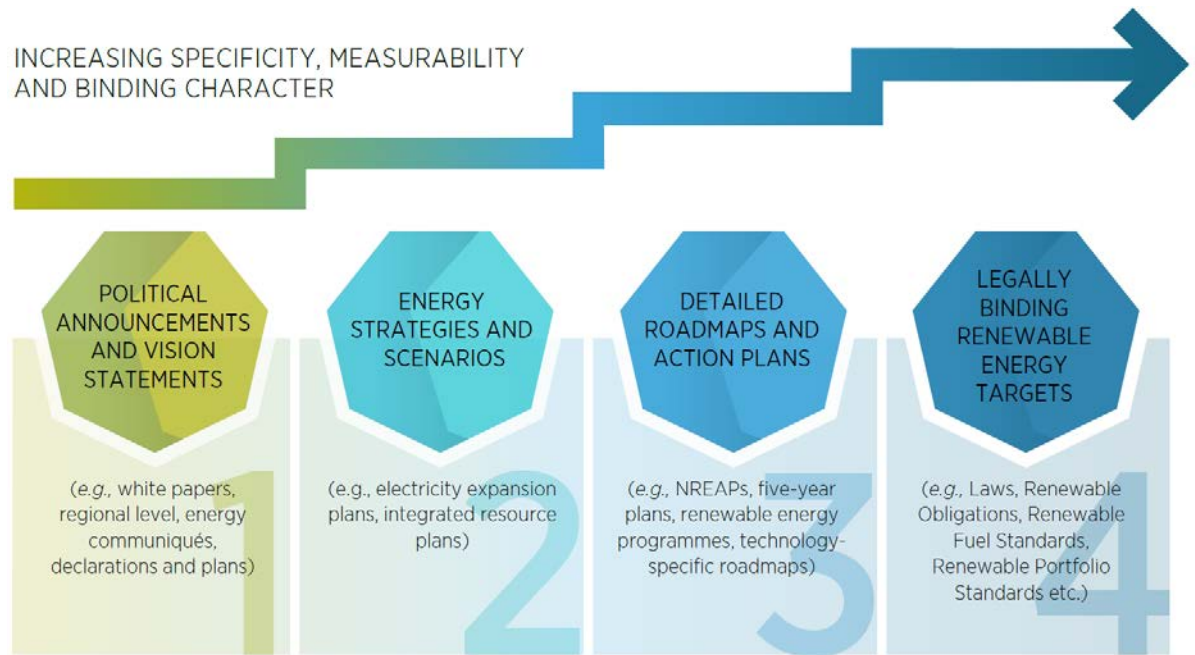 INCREASING SPECIFICITY, MEASURABILITY
AND BINDING CHARACTER
POLITICAL
ANNOUNCEMENTS
AND VISION
STATEMENTS
(e.g., white papers,
regional level, energy
communiqués,
declarations and plans)
1
ENERGY
STRATEGIES AND
SCENARIOS
(e.g., electricity expansion
plans, integrated resource
plans)
2
DETAILED
ROADMAPS AND
ACTION PLANS
(e.g., NREAPs, five-year
plans, renewable energy
programmes, technology-
specific roadmaps)
3
LEGALLY
BINDING
RENEWABLE
ENERGY
TARGETS
(e.g., Laws, Renewable
Obligations, Renewable
Fuel Standards,
Renewable Portfolio
Standards etc.)
4